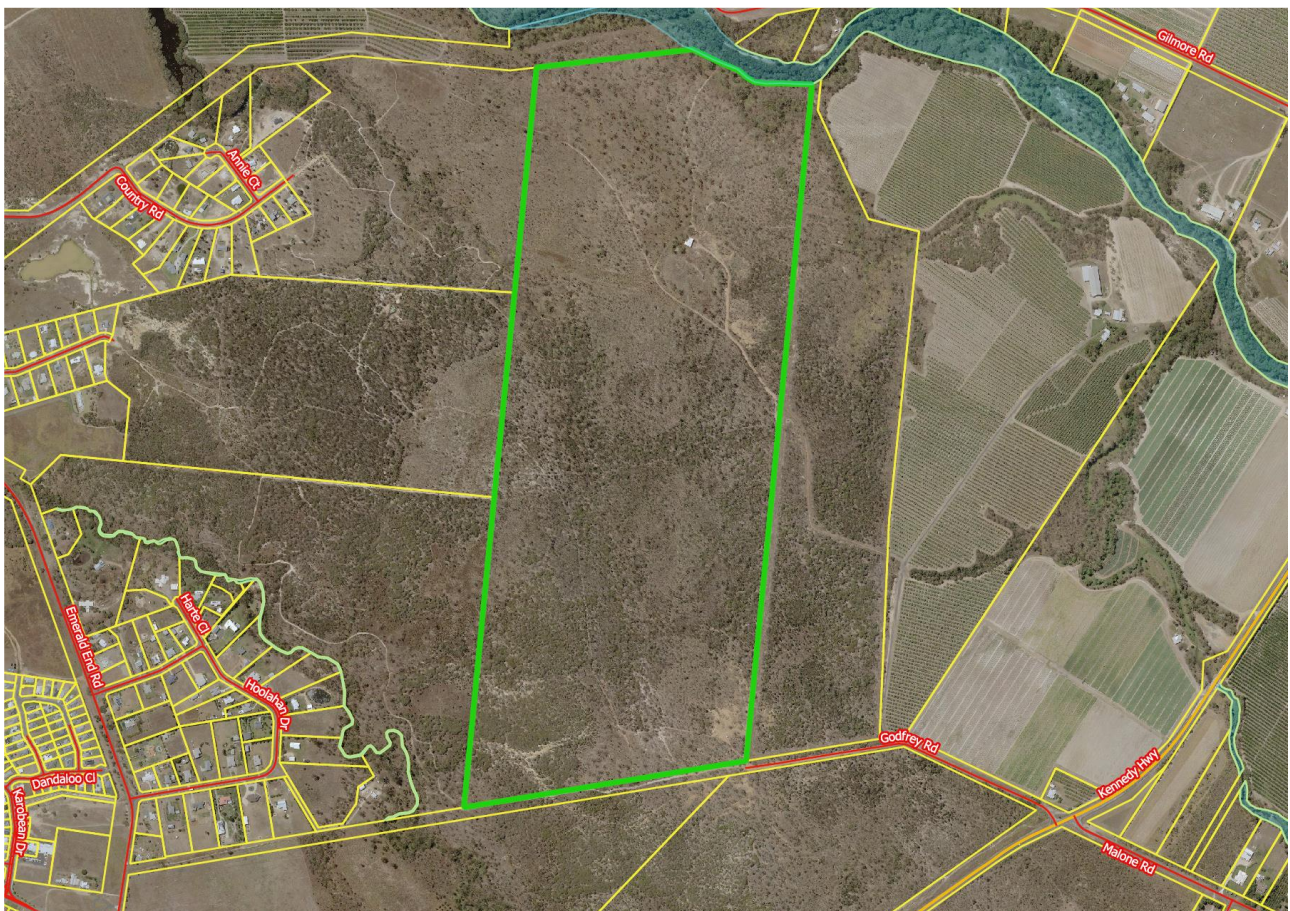 Gilmore Rd
Annie Ct
Country Rd
Emerald End Rd
Harte Cl
Hoolahan Dr
Godfrey Rd
Kennedy Hwy
Dandaloo Cl
Karobean Dr
Malone Rd